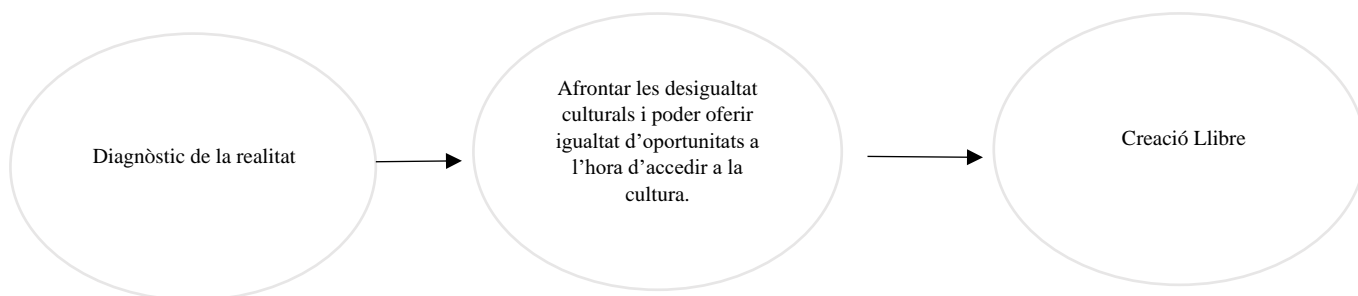 Diagnòstic de la realitat
Afrontar les desigualtat
culturals i poder oferir
igualtat d’oportunitats a
l’hora d’accedir a la
cultura.
Creació Llibre